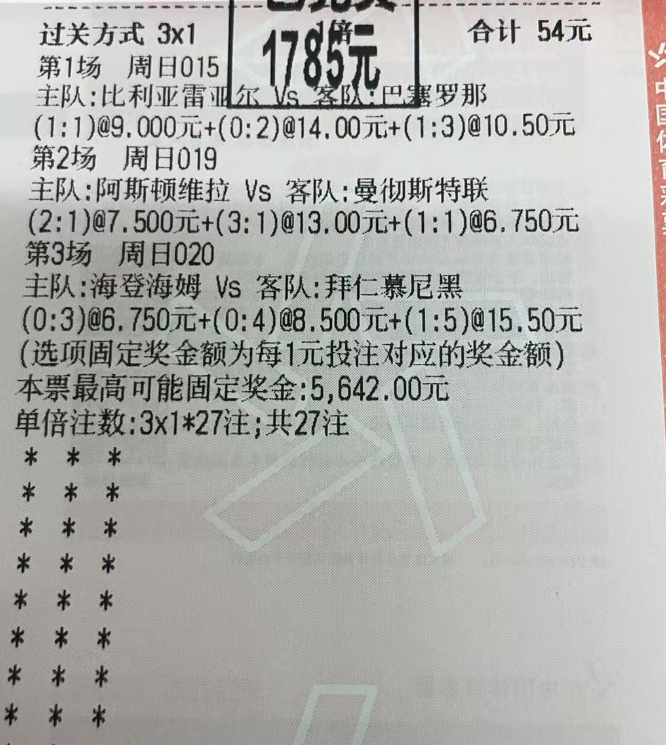 过关方式 3x1 1倍 合计 54元
1785元
第1场 周日015
主队:比利亚雷亚尔 Vs 客队:巴塞罗那
(1:1)@9.000元+(0:2)@14.00元+(1:3)@10.50元
第2场 周日019
主队:阿斯顿维拉 Vs 客队:曼彻斯特联
(2:1)@7.500元+(3:1)@13.00元+(1:1)@6.750元
第3场 周日020
主队:海登海姆 Vs 客队:拜仁慕尼黑
(0:3)@6.750元+(0:4)@8.500元+(1:5)@15.50元
(选项固定奖金额为每1元投注对应的奖金额)
本票最高可能固定奖金:5,642.00元
单倍注数:3x1*27注;共27注
* * *
* * *
* * *
* * *
* * *
* * *
* * *
* * *
中国体育彩票